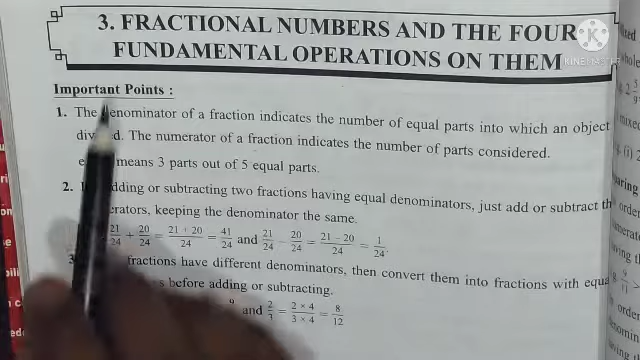 3. FRACTIONAL NUMBERS AND THE FOUR
FUNDAMENTAL OPERATIONS ON THEM
KINEMASTER
Important Points :
1. The denominator of a fraction indicates the number of equal parts into which an object
The numerator of a fraction indicates the number of parts considered.
means 3 parts out of 5 equal parts.
2. adding or subtracting two fractions having equal denominators, just add or subtract
keeping the denominator the same.
21/24 + 20/24 = 21 + 20/24 = 41/24 and 21/24 − 20/24 = 21 − 20/24 = 1/24.
fractions have different denominators, then convert them into fractions with
before adding or subtracting.
and 2/3 = 2 × 4/3 × 4 = 8/12